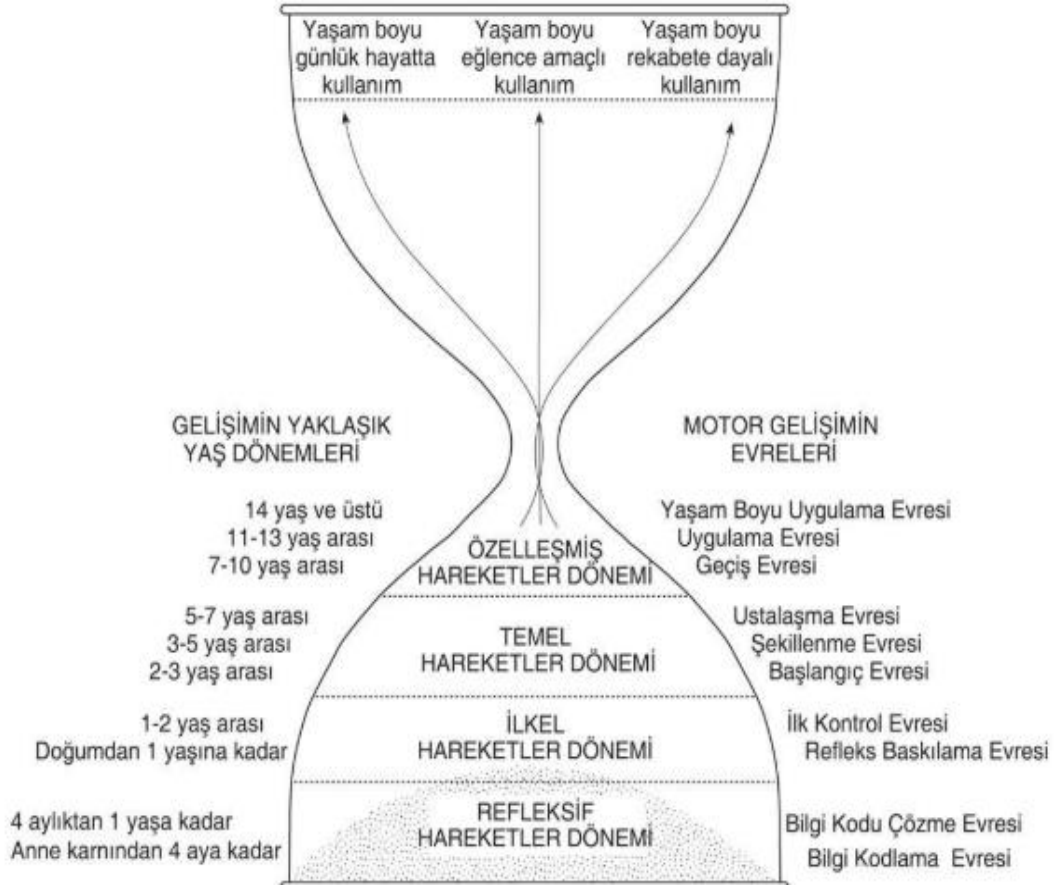 Yaşam boyu
günlük hayatta
kullanım
Yaşam boyu
eğlence amaçlı
kullanım
Yaşam boyu
rekabete dayalı
kullanım
GELİŞİMİN YAKLAŞIK
YAŞ DÖNEMLERİ
MOTOR GELİŞİMİN
EVRELERİ
14 yaş ve üstü
11-13 yaş arası
7-10 yaş arası
ÖZELLEŞMİŞ
HAREKETLER DÖNEMİ
Yaşam Boyu Uygulama Evresi
Uygulama Evresi
Geçiş Evresi
5-7 yaş arası
3-5 yaş arası
2-3 yaş arası
TEMEL
HAREKETLER DÖNEMİ
Ustalaşma Evresi
Şekillenme Evresi
Başlangıç Evresi
1-2 yaş arası
Doğumdan 1 yaşına kadar
İLKEL
HAREKETLER DÖNEMİ
İlk Kontrol Evresi
Refleks Baskılama Evresi
4 aylıktan 1 yaşa kadar
Anne karnından 4 aya kadar
REFLEKSİF
HAREKETLER DÖNEMİ
Bilgi Kodu Çözme Evresi
Bilgi Kodlama Evresi